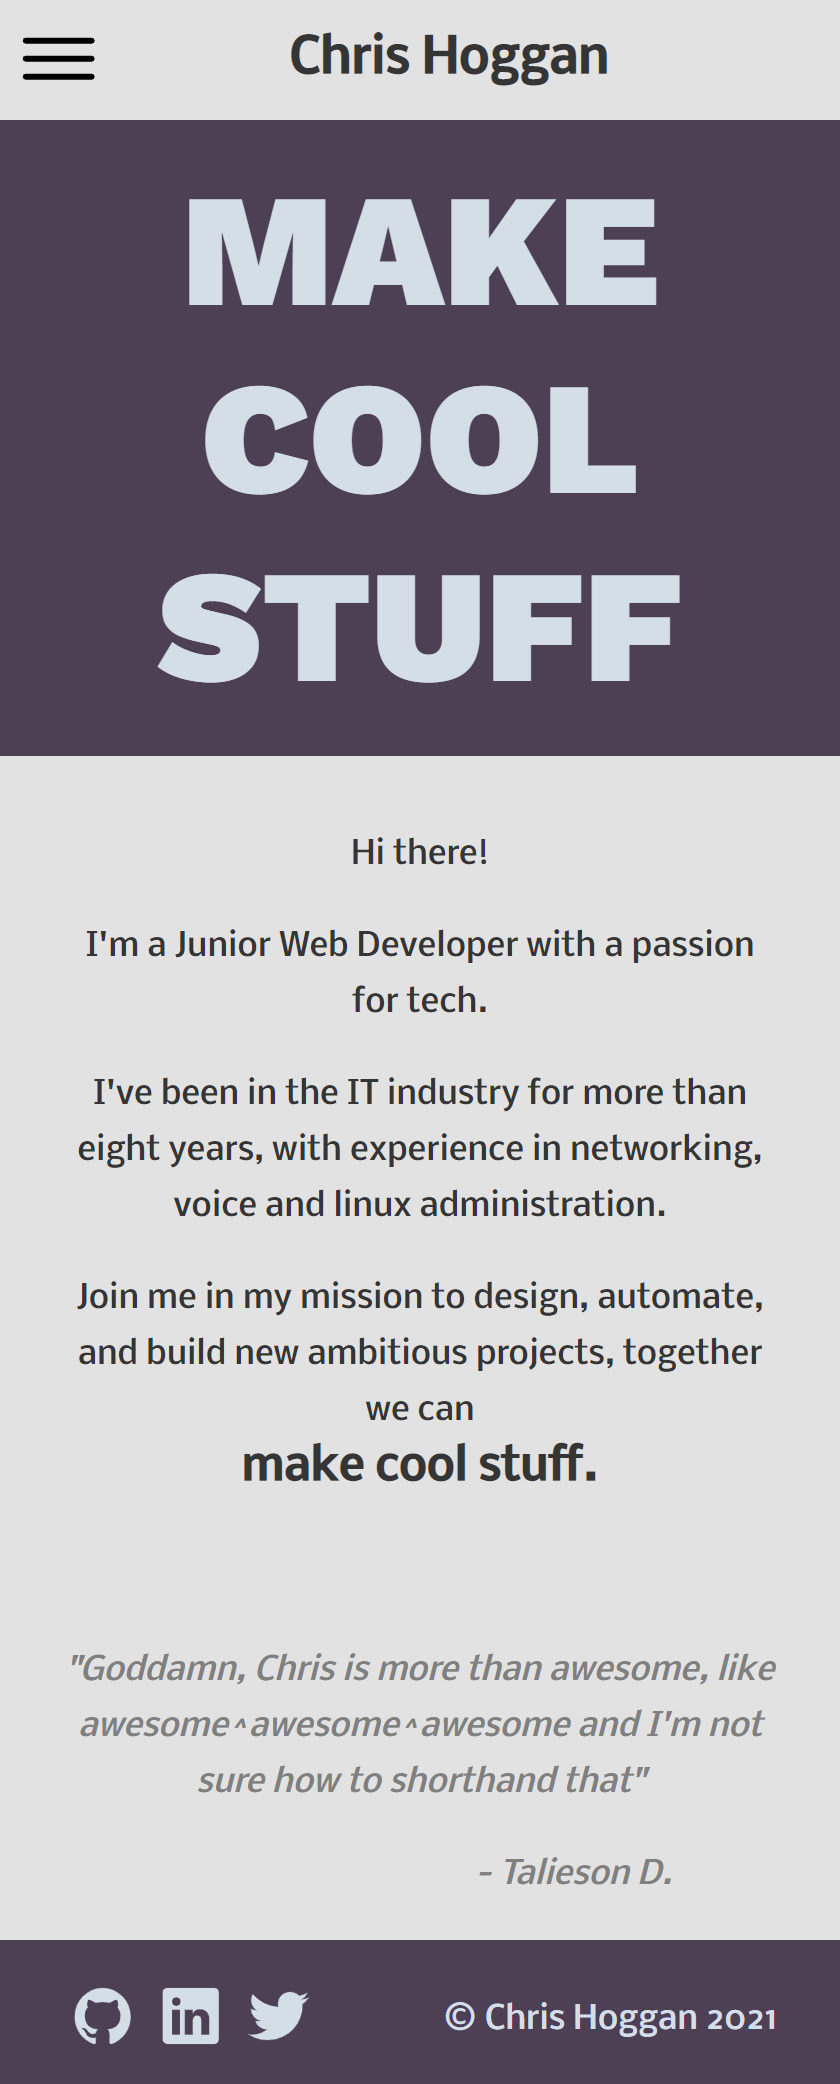 Chris Hoggan
MAKE
COOL
STUFF
Hi there!
I'm a Junior Web Developer with a passion
for tech.
I've been in the IT industry for more than
eight years, with experience in networking,
voice and linux administration.
Join me in my mission to design, automate,
and build new ambitious projects, together
we can
make cool stuff.
"Goddamn, Chris is more than awesome, like
awesome^awesome^awesome and I'm not
sure how to shorthand that"
- Talieson D.
in
© Chris Hoggan 2021